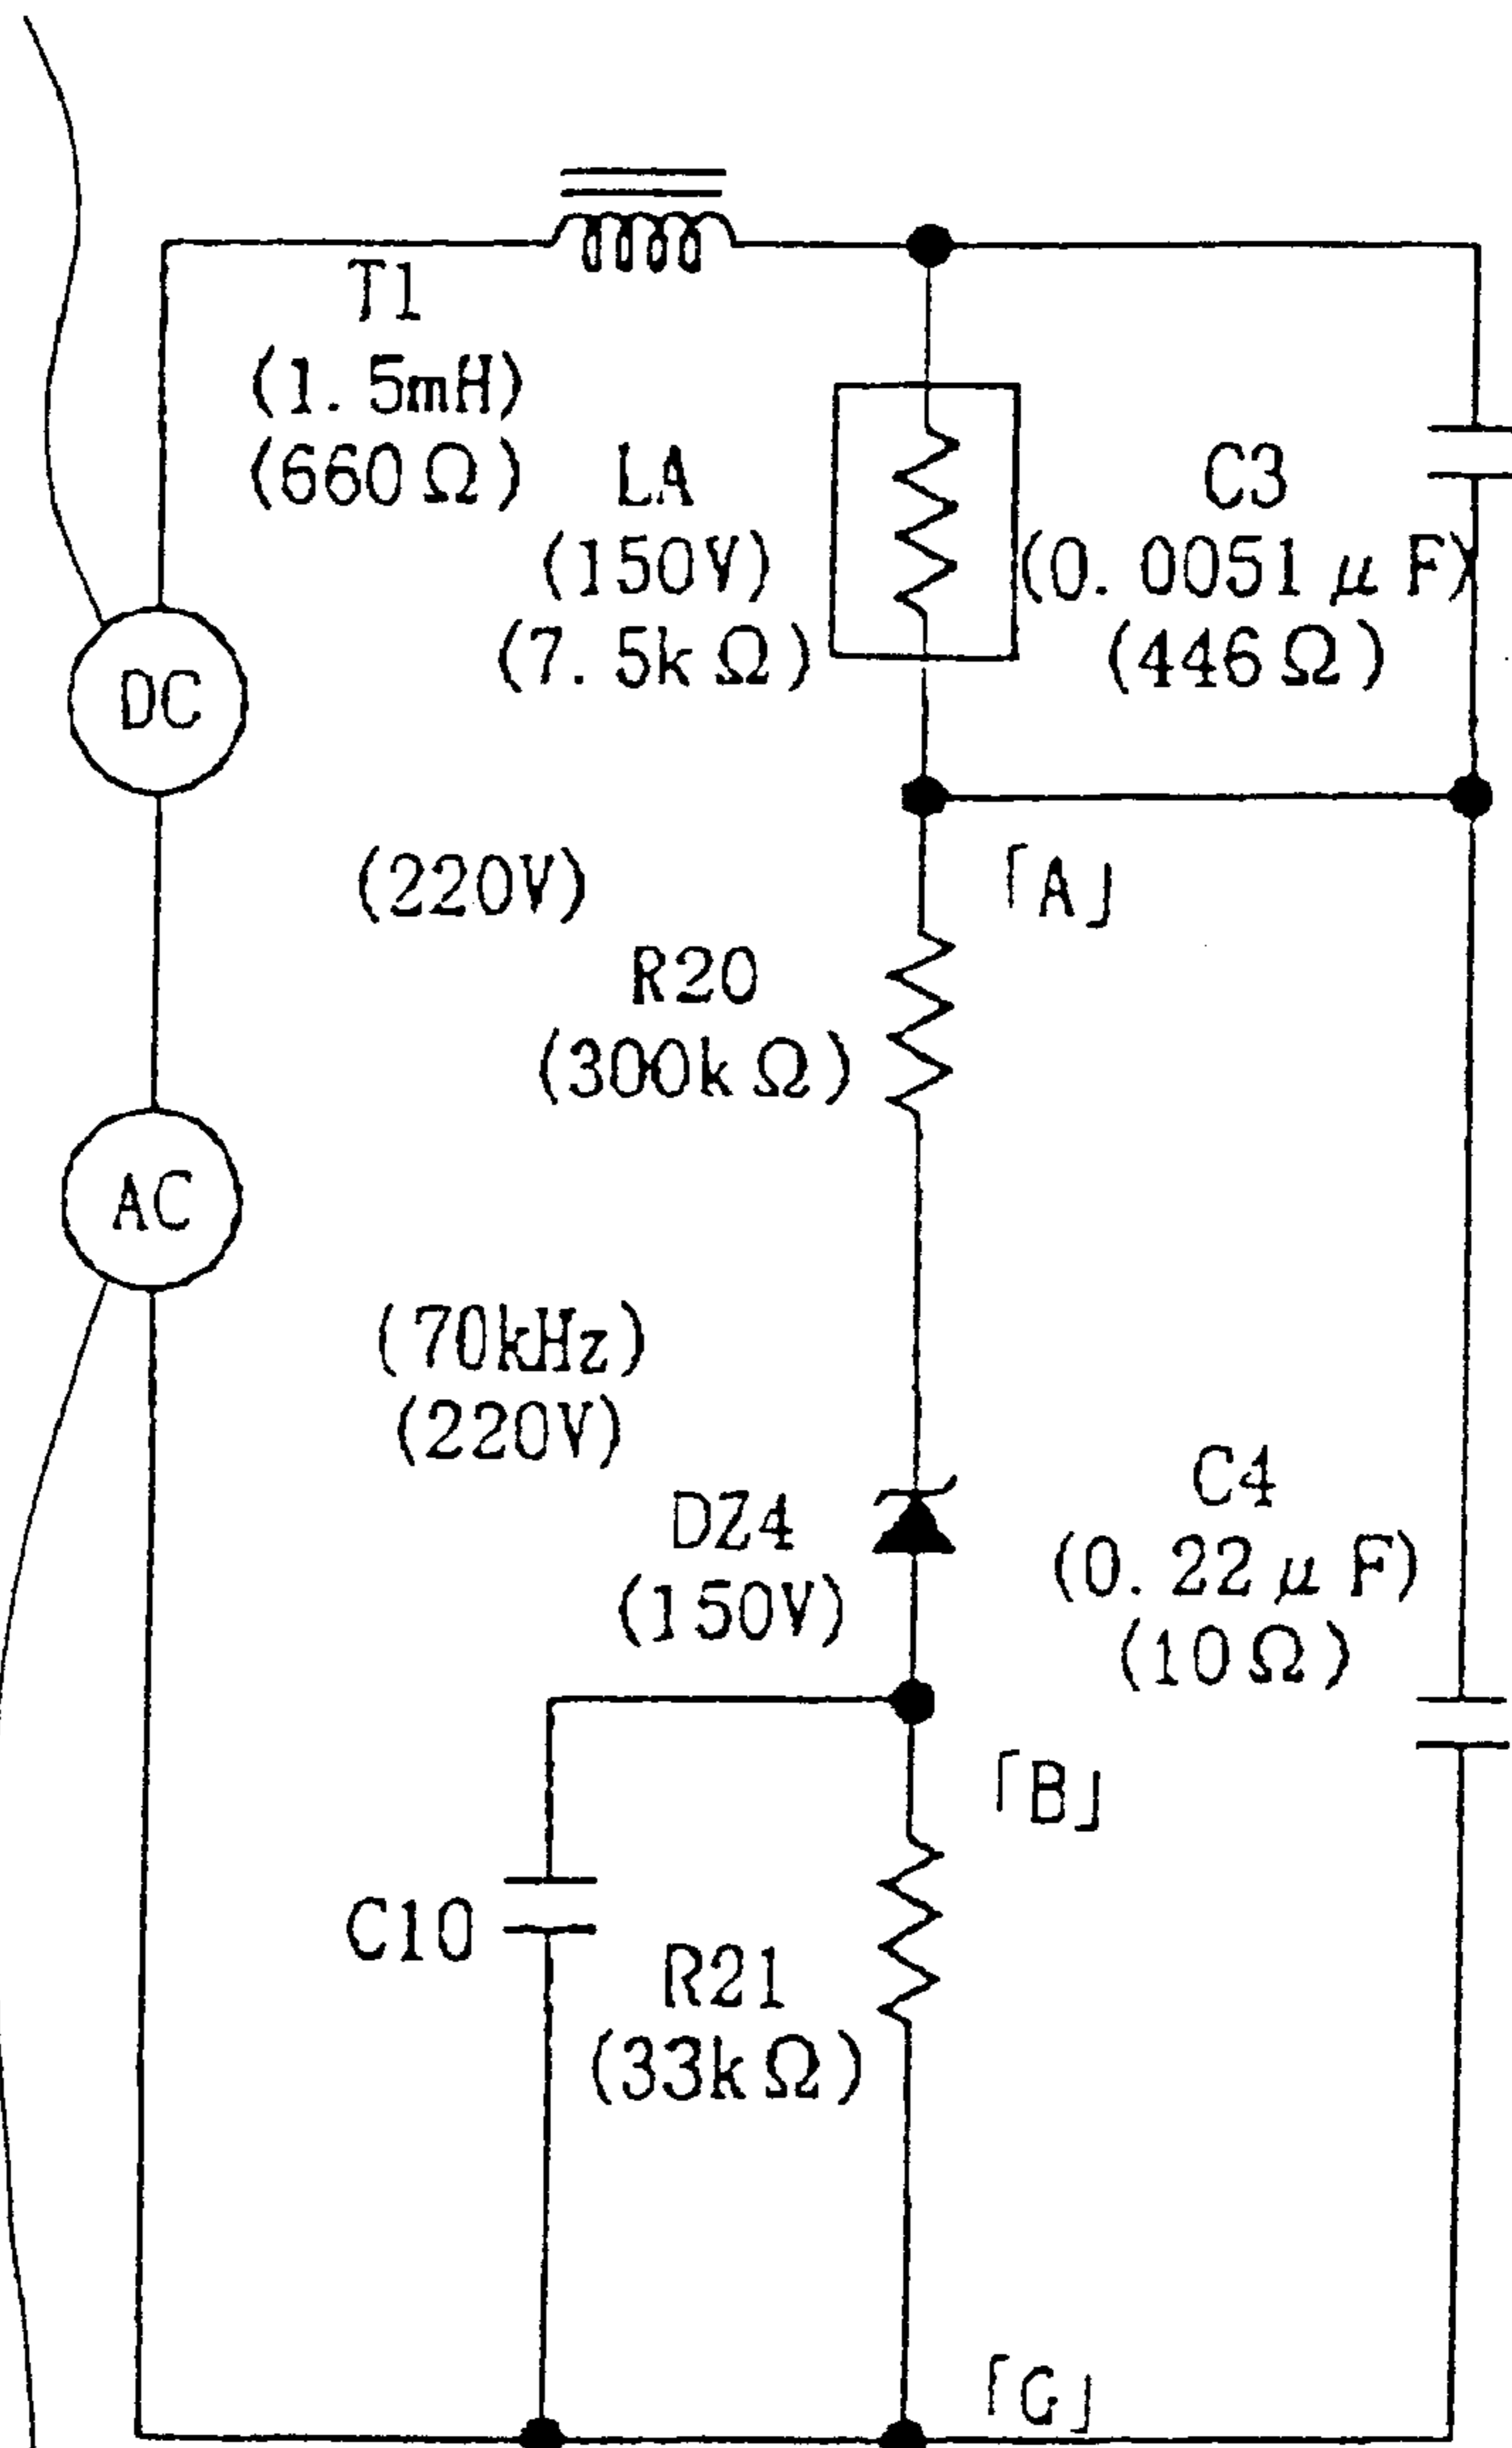 T1
(1.5mH)
(660Ω)
LA
(150V)
(7.5kΩ)
C3
(0.0051μF)
(446Ω)
DC
「A」
(220V)
R20
(300kΩ)
AC
(70kHz)
(220V)
DZ4
(150V)
C4
(0.22μF)
(10Ω)
「B」
C10
R21
(33kΩ)
「G」